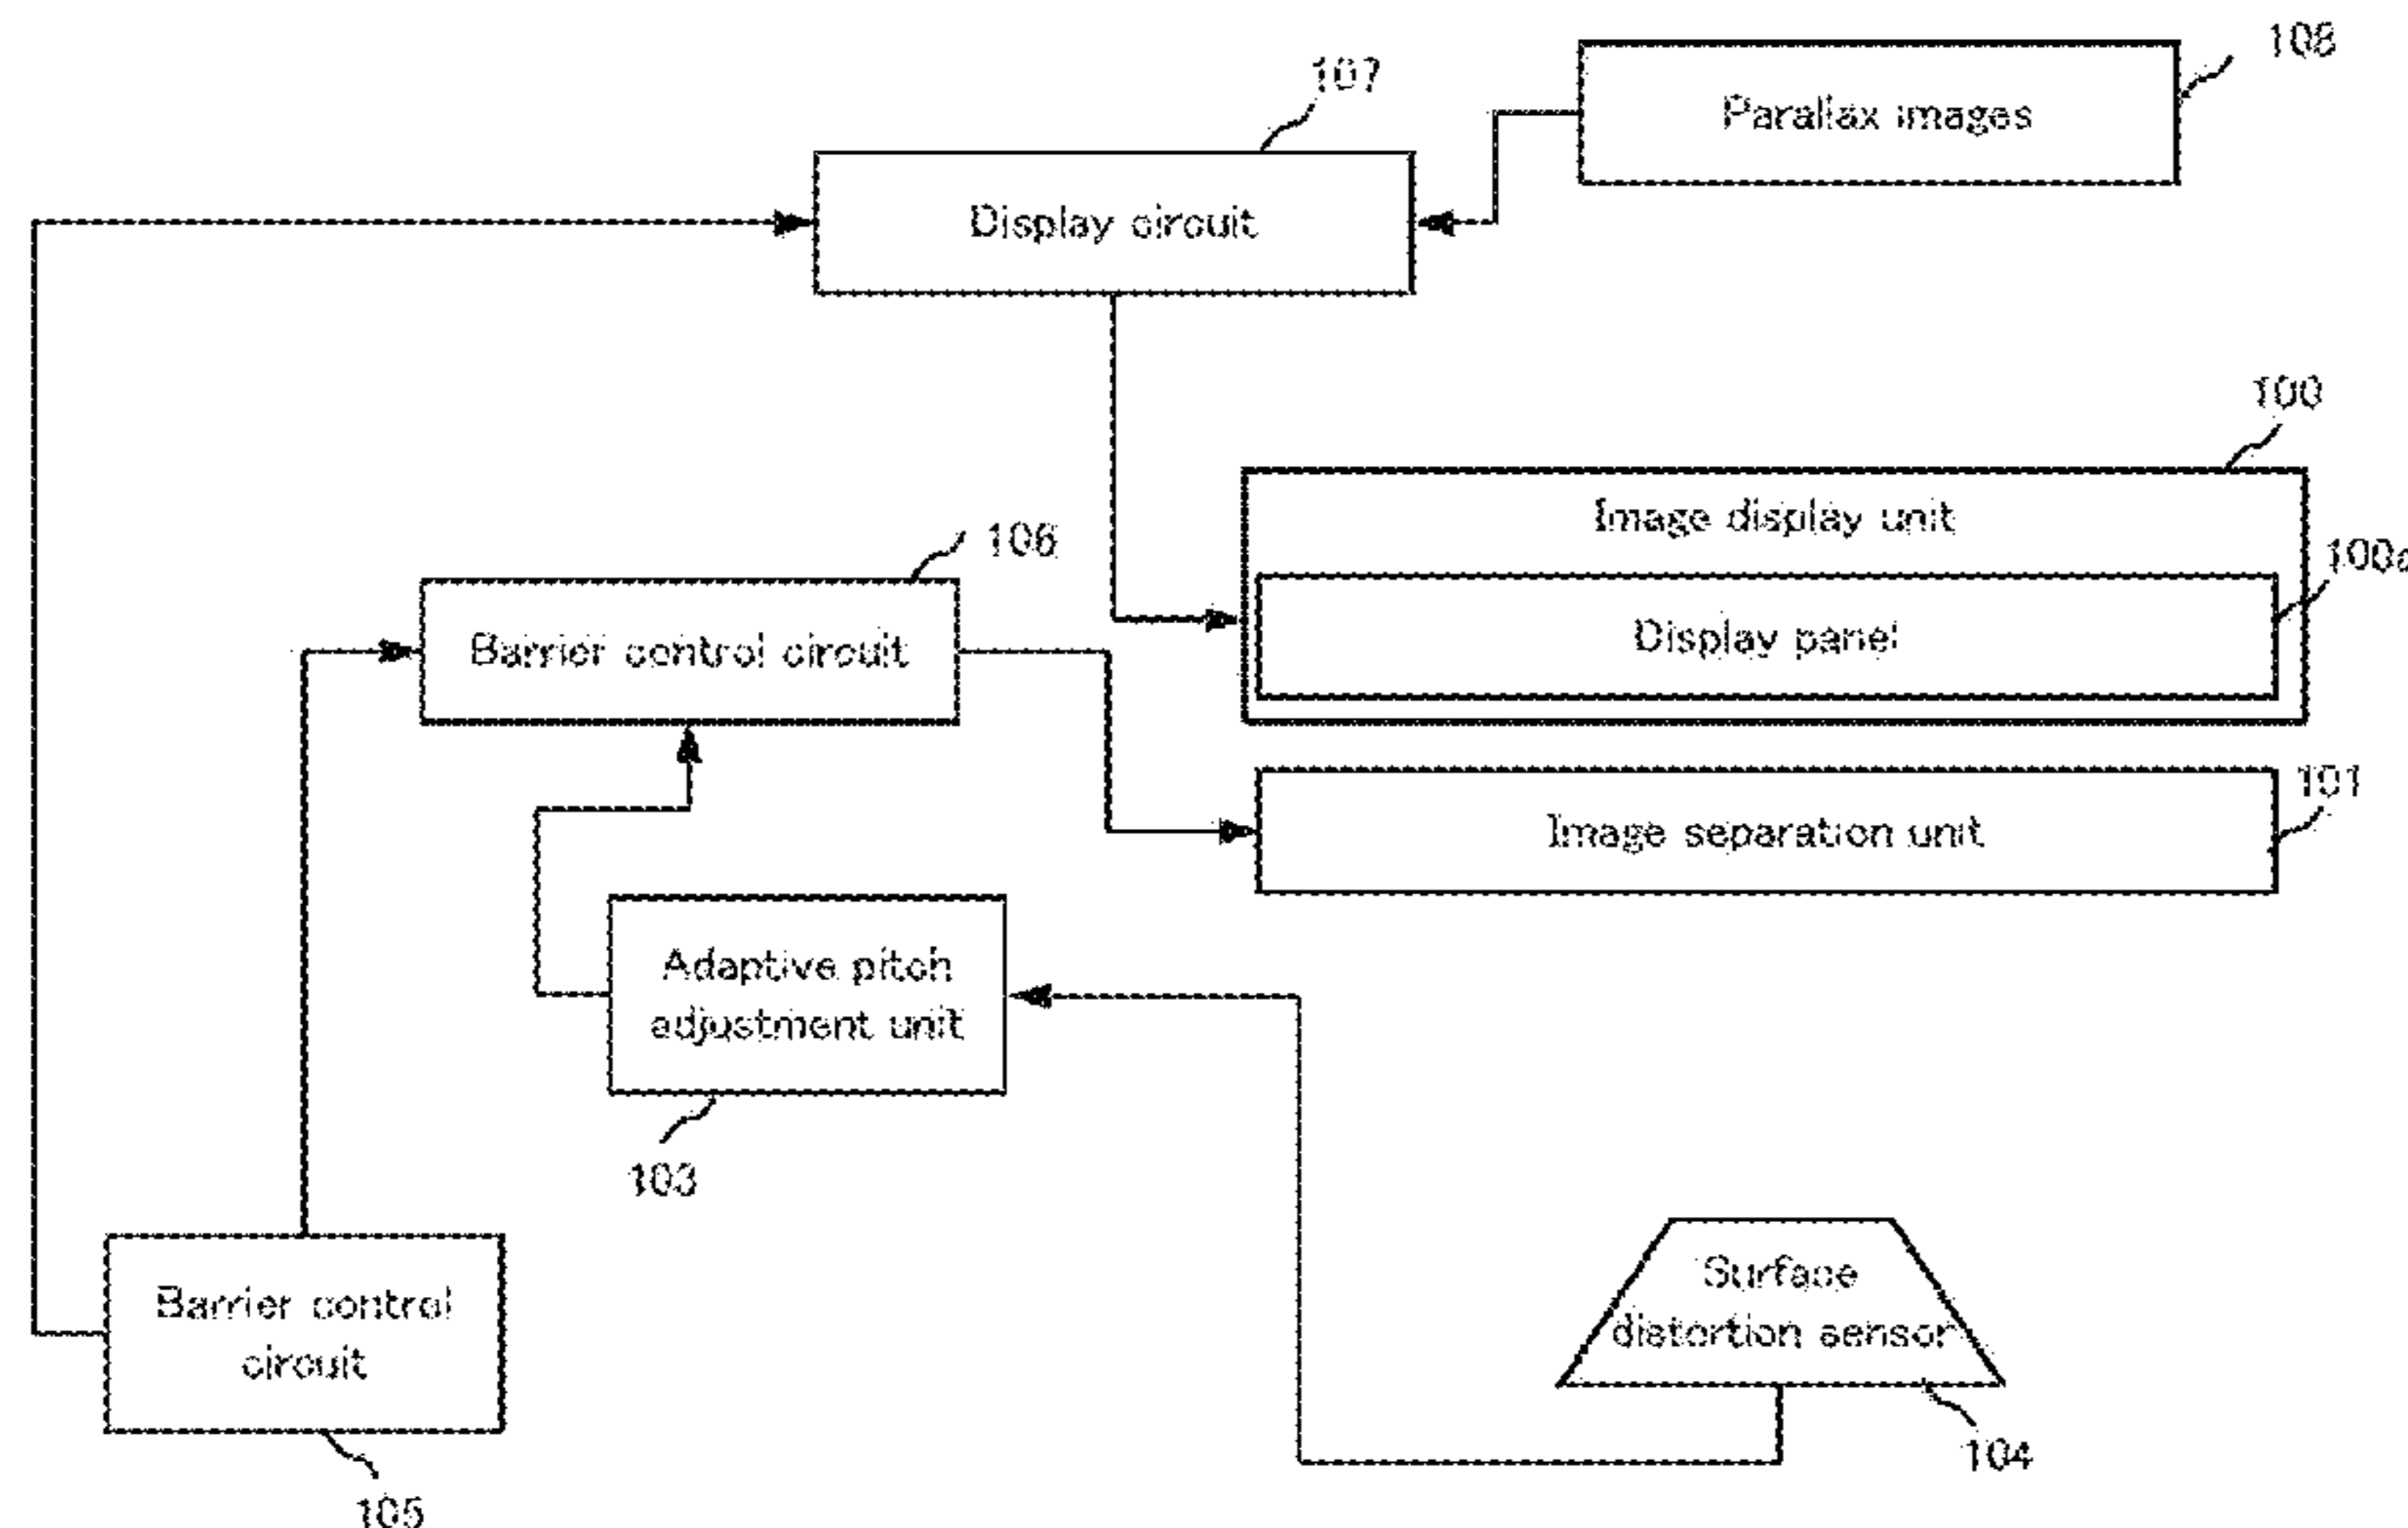 108
107
Parallax images
Display circuit
100
Image display unit
106
100a
Display panel
Barrier control circuit
101
Image separation unit
Adaptive pitch
adjustment unit
103
Surface
distortion sensor
Barrier control
circuit
104
105